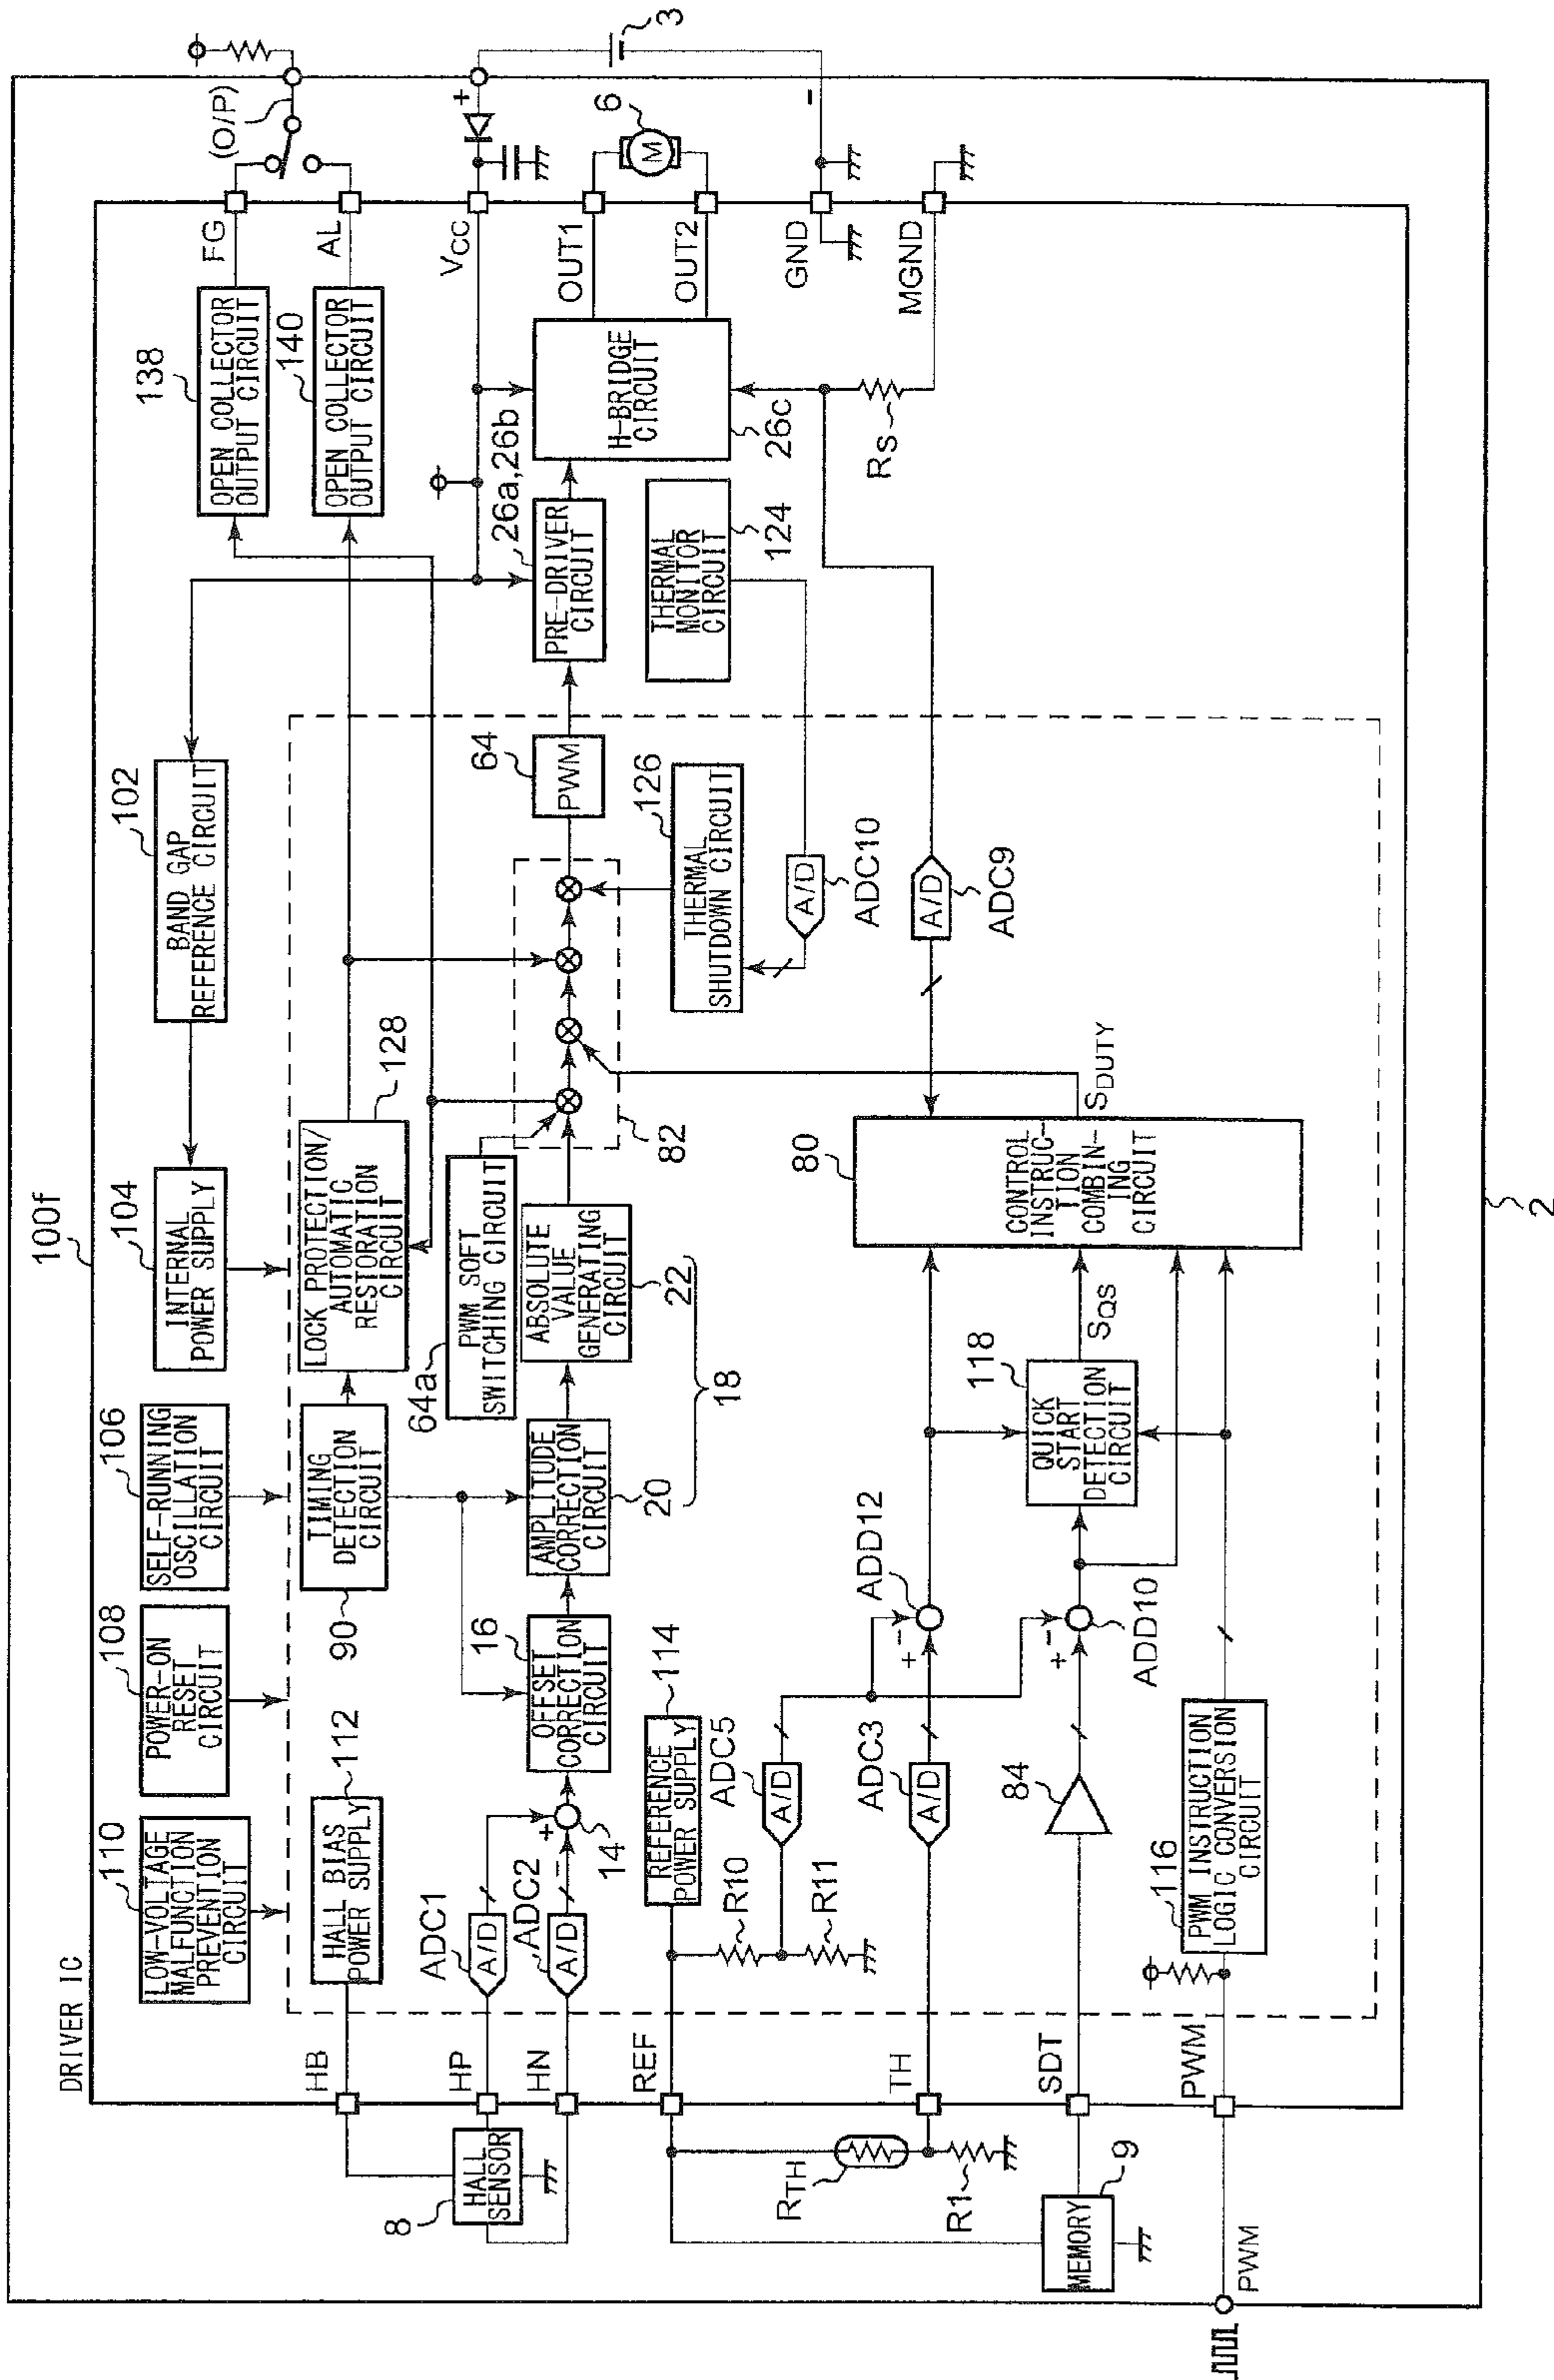 DRIVER IC
100f
110
LOW-VOLTAGE
MALFUNCTION
PREVENTION
CIRCUIT
108
POWER-ON
RESET
CIRCUIT
106
SELF-RUNNING
OSCILLATION
CIRCUIT
104
INTERNAL
POWER SUPPLY
102
BAND GAP
REFERENCE CIRCUIT
138
OPEN COLLECTOR
OUTPUT CIRCUIT
140
OPEN COLLECTOR
OUTPUT CIRCUIT
FG
AL
(O/P)
HB
112
HALL BIAS
POWER SUPPLY
90
TIMING
DETECTION
CIRCUIT
128
LOCK PROTECTION/
AUTOMATIC
RESTORATION
CIRCUIT
VCC
+
3
-
8
HALL
SENSOR
HP
HN
ADC1
A/D
ADC2
A/D
+
-
14
16
OFFSET
CORRECTION
CIRCUIT
AMPLITUDE
CORRECTION
CIRCUIT
20
64a
PWM SOFT
SWITCHING CIRCUIT
ABSOLUTE
VALUE
GENERATING
CIRCUIT
22
18
82
64
PWM
26a,26b
PRE-DRIVER
CIRCUIT
H-BRIDGE
CIRCUIT
26c
OUT1
OUT2
6
M
GND
MGND
RS
REF
114
REFERENCE
POWER SUPPLY
R10
R11
ADC5
A/D
126
THERMAL
SHUTDOWN CIRCUIT
A/D
ADC10
THERMAL
MONITOR
CIRCUIT
124
TH
RTH
R1
ADC3
A/D
+
-
ADD12
A/D
ADC9
9
MEMORY
SDT
84
+
-
ADD10
118
QUICK
START
DETECTION
CIRCUIT
SQS
80
CONTROL
INSTRUC-
TION
COMBIN-
ING
CIRCUIT
SDUTY
PWM
PWM
116
PWM INSTRUCTION
LOGIC CONVERSION
CIRCUIT
2